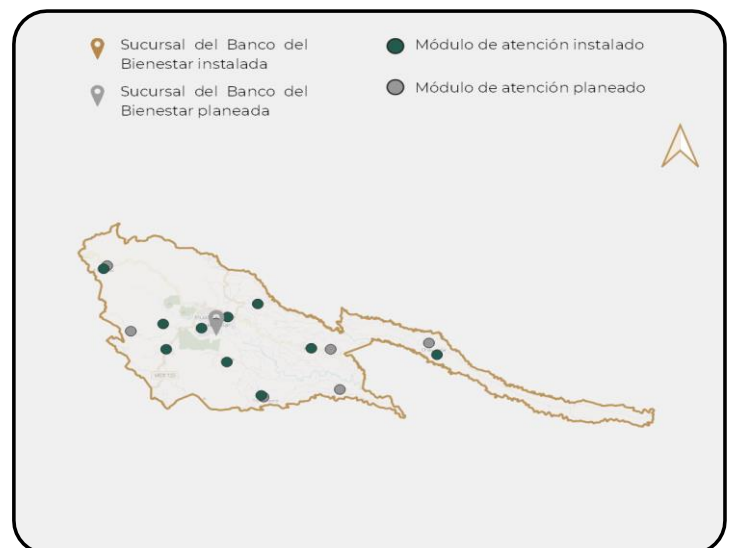 Sucursal del Banco del
Bienestar instalada
Sucursal del Banco del
Bienestar planeada
Módulo de atención instalado
Módulo de atención planeado